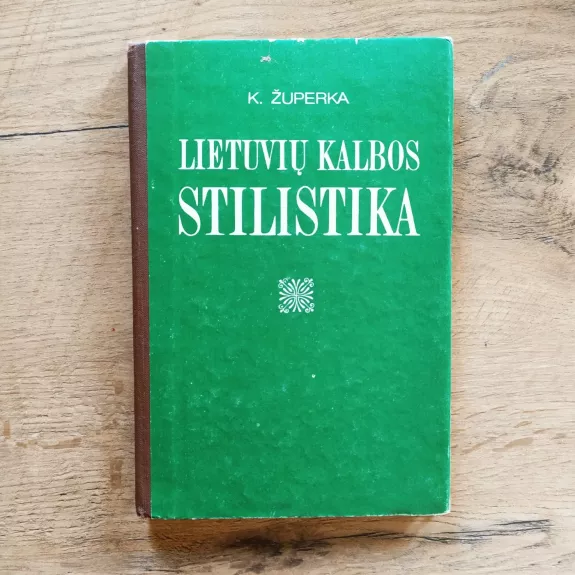 K. ŽUPERKA
LIETUVIŲ KALBOS
STILISTIKA